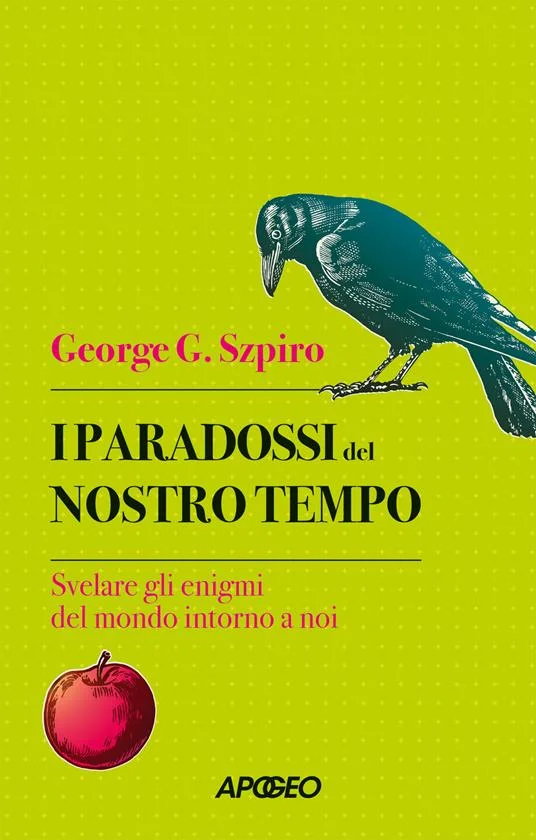 George G. Szpiro
I PARADOSSI del
NOSTRO TEMPO
Svelare gli enigmi
del mondo intorno a noi
APOGEO